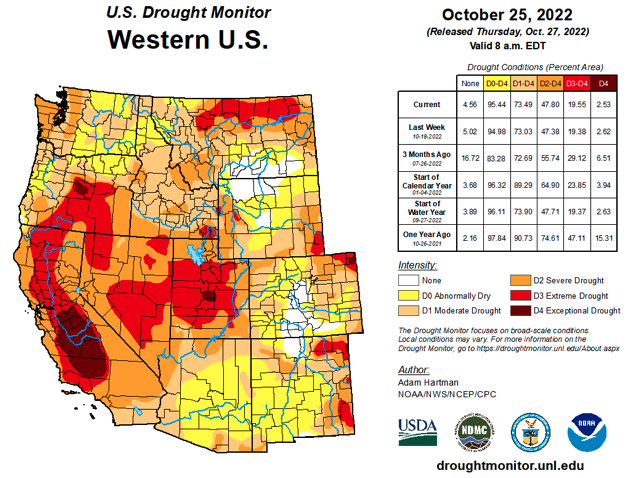 U.S. Drought Monitor
Western U.S.
October 25, 2022
(Released Thursday, Oct. 27, 2022)
Valid 8 a.m. EDT
Drought Conditions (Percent Area)
None D0-D4 D1-D4 D2-D4 D3-D4 D4
Current 4.56 95.44 73.49 47.80 19.55 2.53
Last Week
10-18-2022
5.02 94.98 73.03 47.38 19.38 2.62
3 Months Ago
07-26-2022
16.72 83.28 72.69 55.74 29.12 6.51
Start of
Calendar Year
01-04-2022
3.68 96.32 89.29 64.90 23.85 3.94
Start of
Water Year
09-27-2022
3.89 96.11 73.90 47.71 19.37 2.63
One Year Ago
10-26-2021
2.16 97.84 90.73 74.61 47.11 15.31
Intensity:
None
D0 Abnormally Dry
D1 Moderate Drought
D2 Severe Drought
D3 Extreme Drought
D4 Exceptional Drought
The Drought Monitor focuses on broad-scale conditions.
Local conditions may vary. For more information on the
Drought Monitor, go to https://droughtmonitor.unl.edu/About.aspx
Author:
Adam Hartman
NOAA/NWS/NCEP/CPC
USDA
NDMC
NOAA
droughtmonitor.unl.edu